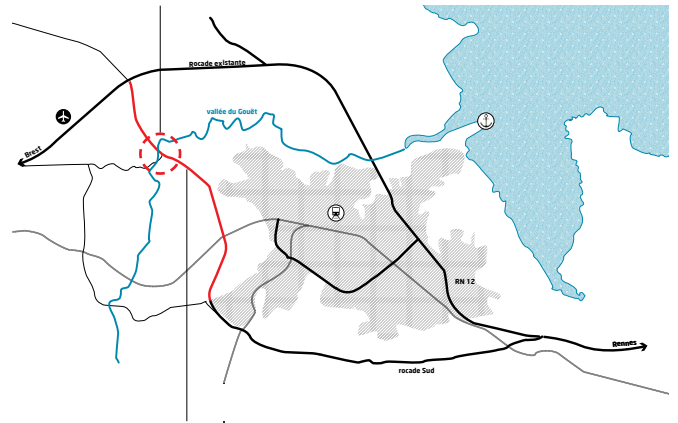 Rocade existante
vallée du Gouët
Brest
RN 12
Rennes
rocade Sud